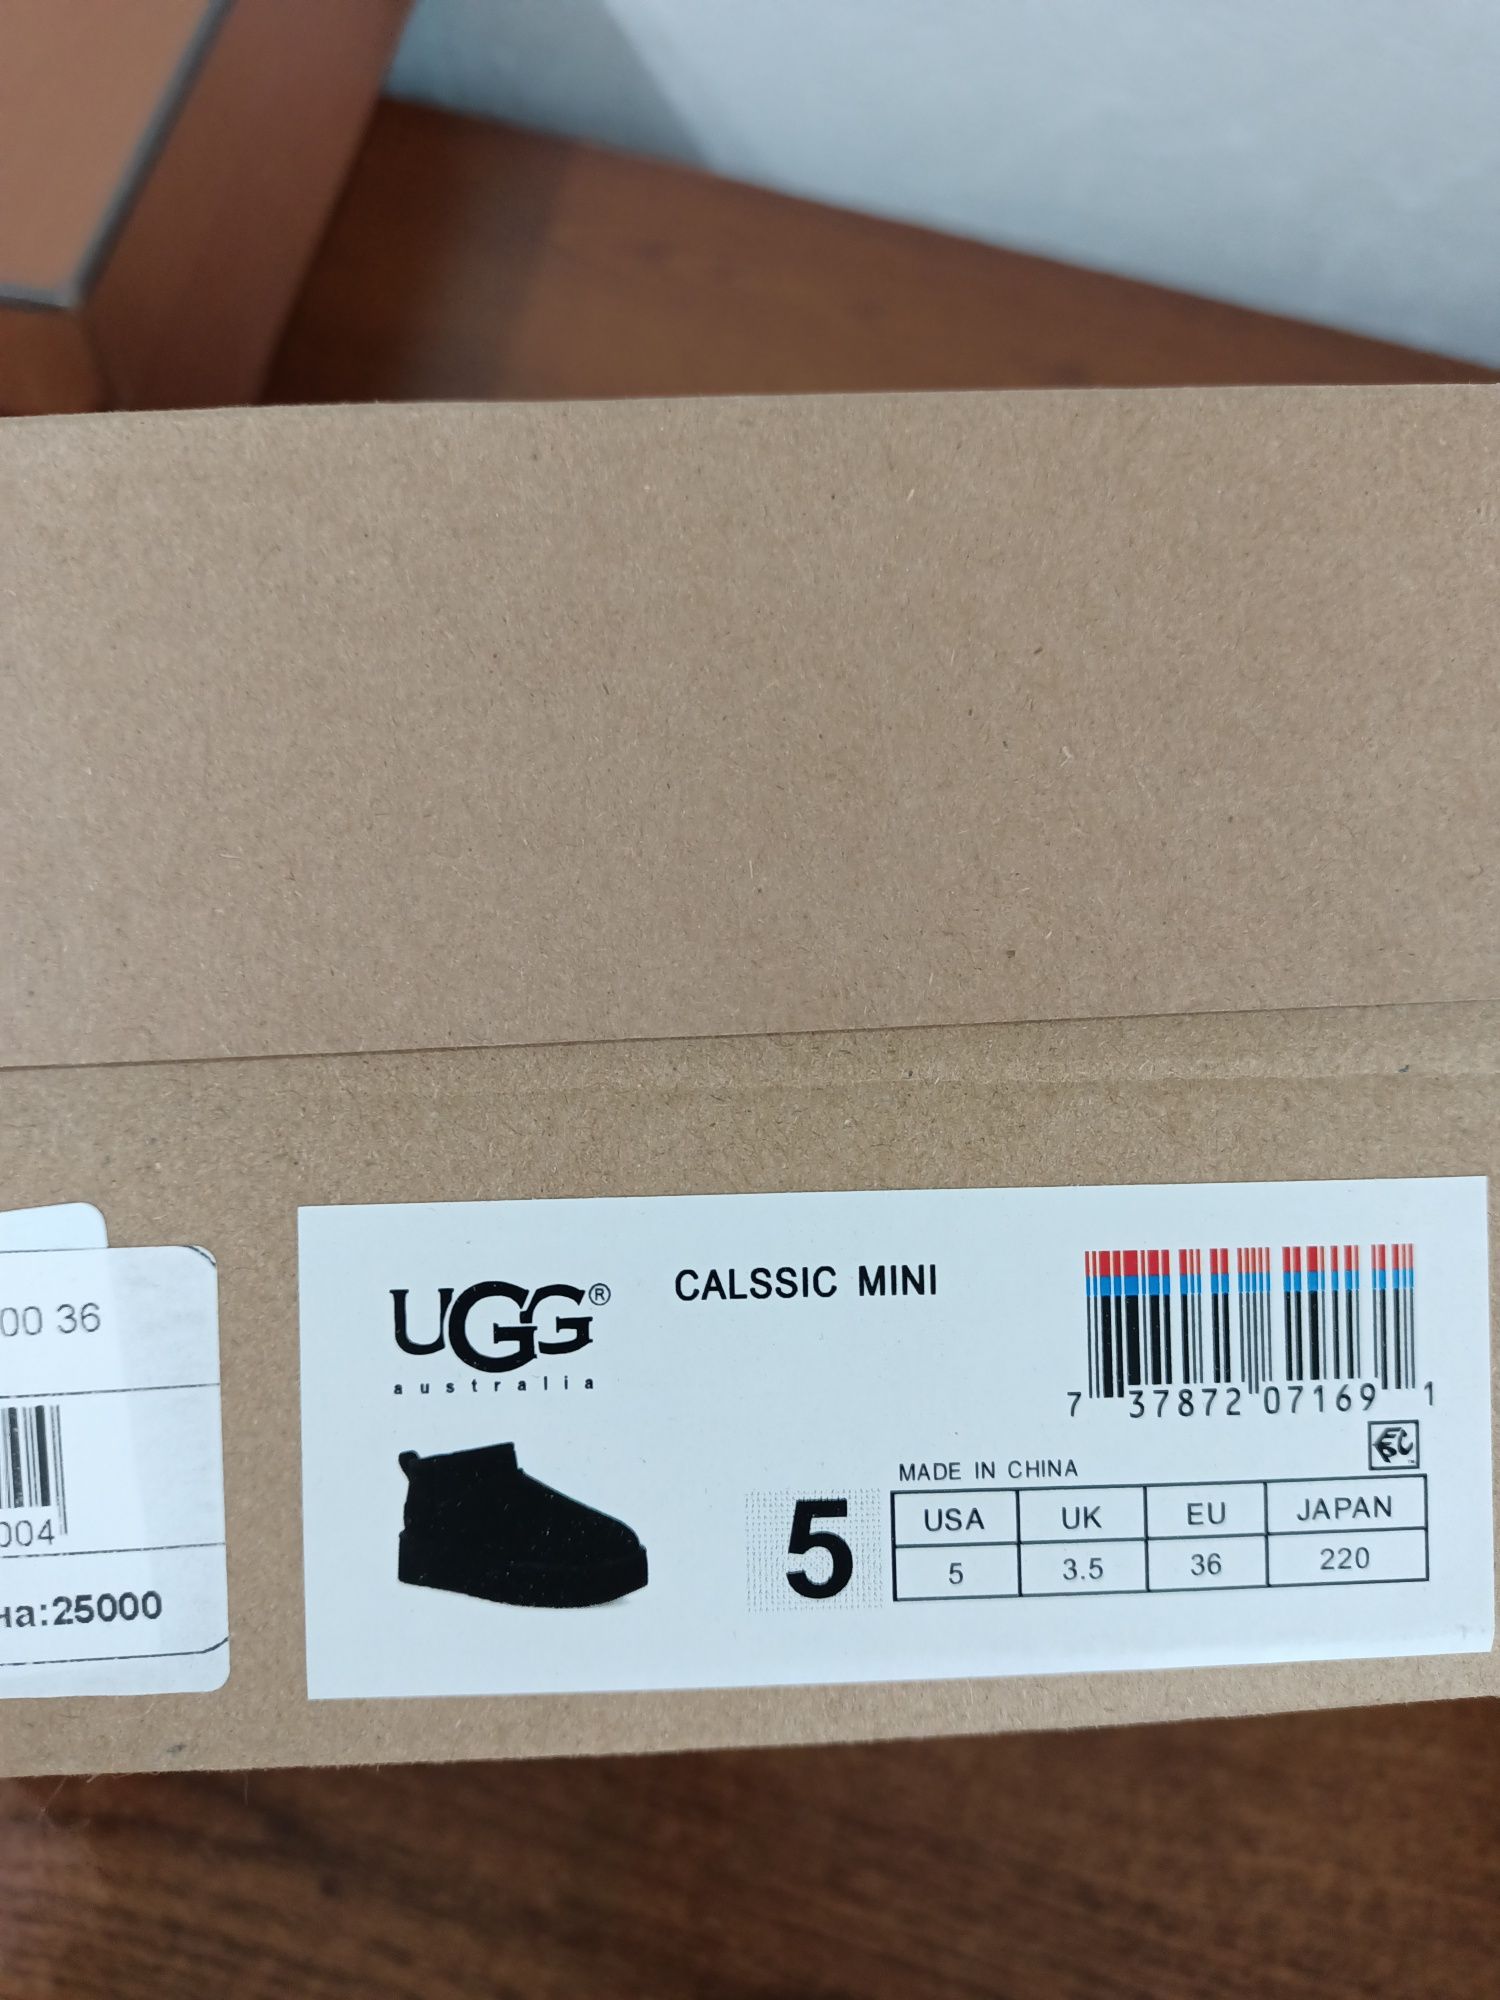 00 36
004
на:25000
UGG®
australia
CALSSIC MINI
7 37872 07169 1
MADE IN CHINA
5
USA UK EU JAPAN
5 3.5 36 220